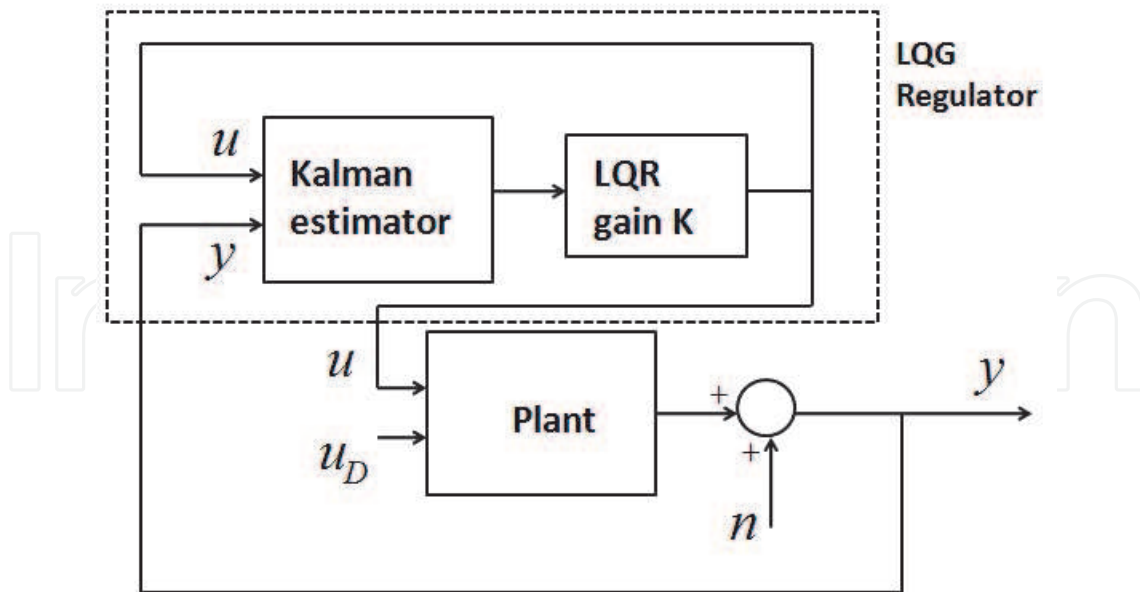 LQG
Regulator
u
Kalman
estimator
LQR
gain K
y
u
Plant
+
y
u_D
+
n